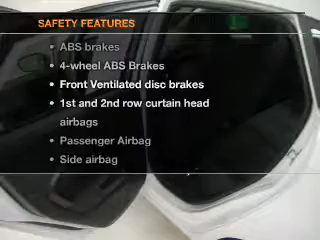 SAFETY FEATURES
• ABS brakes
• 4-wheel ABS Brakes
• Front Ventilated disc brakes
• 1st and 2nd row curtain head
airbags
• Passenger Airbag
• Side airbag